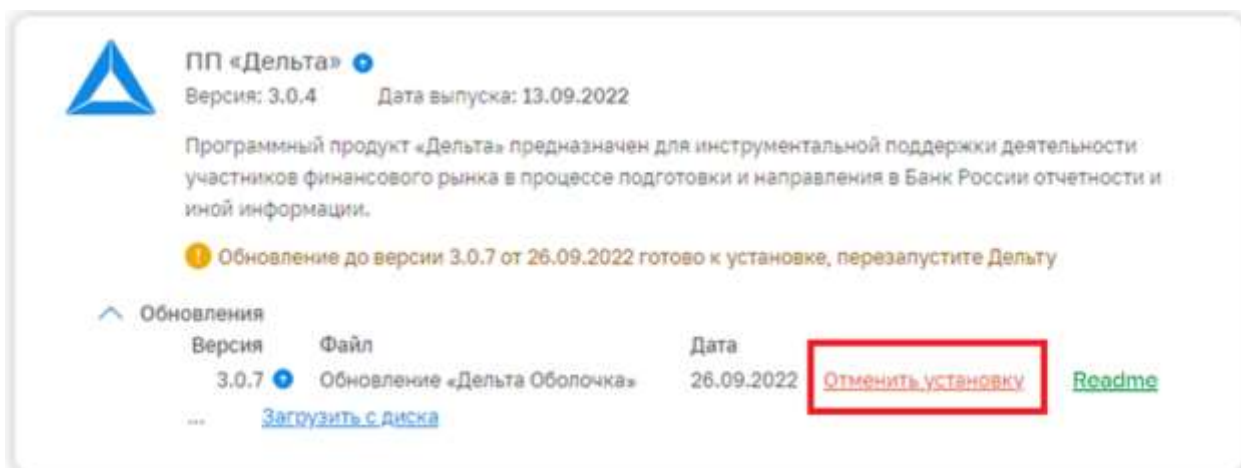 ПП «Дельта»
Версия: 3.0.4 Дата выпуска: 13.09.2022
Программный продукт «Дельта» предназначен для инструментальной поддержки деятельности
участников финансового рынка в процессе подготовки и направления в Банк России отчетности и
иной информации.
Обновление до версии 3.0.7 от 26.09.2022 готово к установке, перезапустите Дельту
Обновления
Версия Файл Дата
3.0.7 Обновление «Дельта Оболочка» 26.09.2022 Отменить установку Readme
... Загрузить с диска